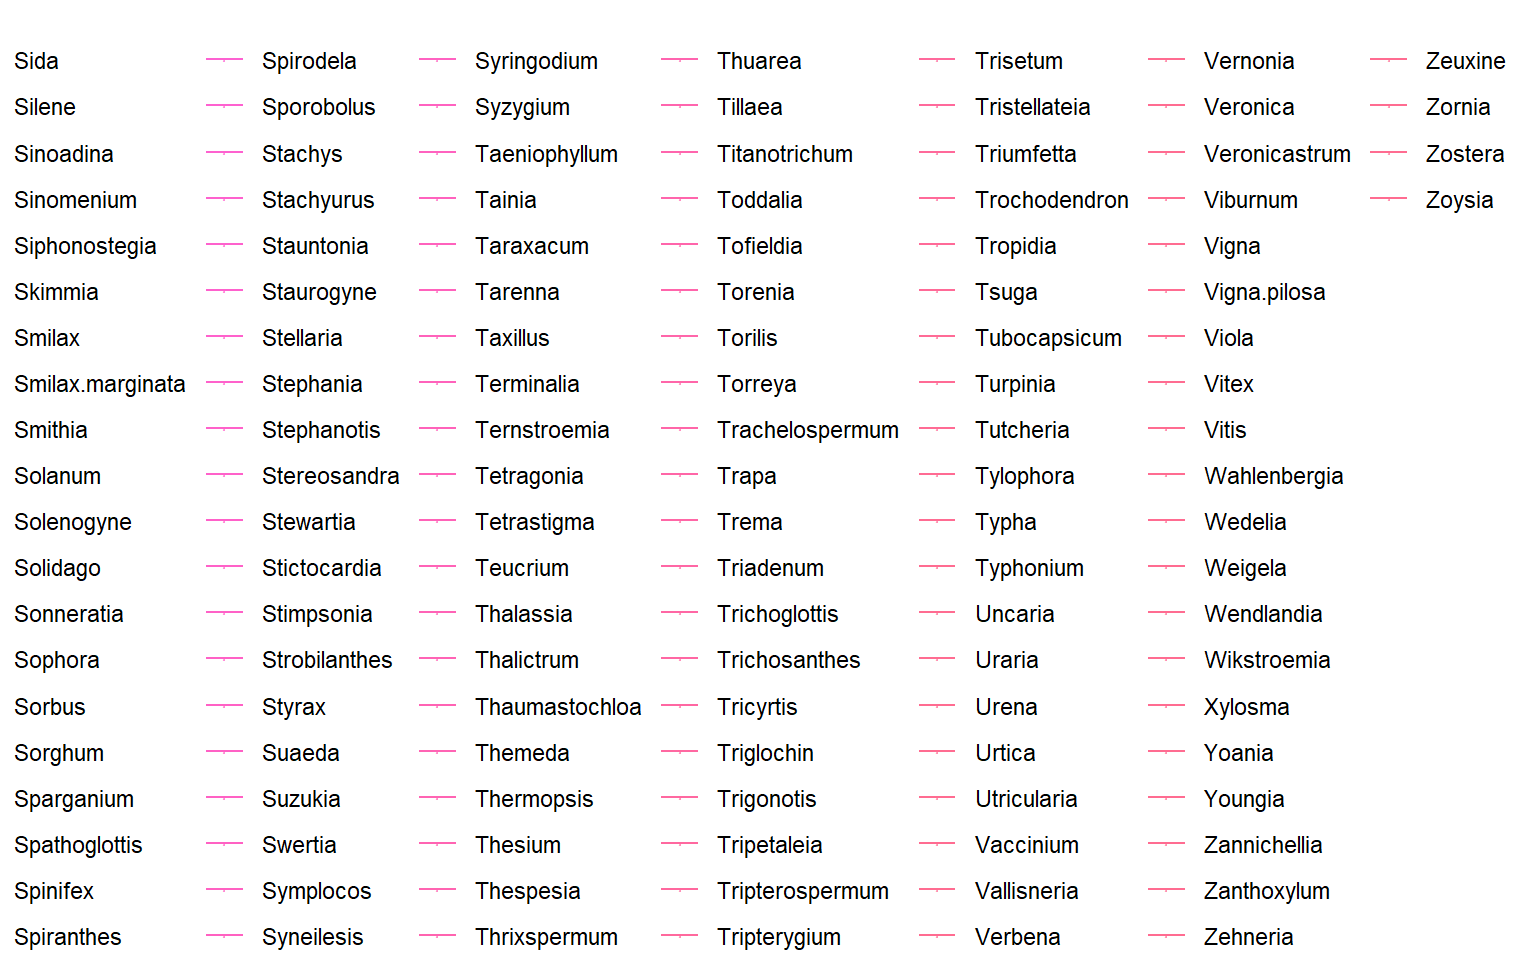 Sida Spirodela Syringodium Thuarea Trisetum Vernonia Zeuxine
Silene Sporobolus Syzygium Tillaea Tristellateia Veronica Zornia
Sinoadina Stachys Taeniophyllum Titanotrichum Triumfetta Veronicastrum Zostera
Sinomenium Stachyurus Tainia Toddalia Trochodendron Viburnum Zoysia
Siphonostegia Stauntonia Taraxacum Tofieldia Tropidia Vigna
Skimmia Staurogyne Tarenna Torenia Tsuga Vigna.pilosa
Smilax Stellaria Taxillus Torilis Tubocapsicum Viola
Smilax.marginata Stephania Terminalia Torreya Turpinia Vitex
Smithia Stephanotis Ternstroemia Trachelospermum Tutcheria Vitis
Solanum Stereosandra Tetragonia Trapa Tylophora Wahlenbergia
Solenogyne Stewartia Tetrastigma Trema Typha Wedelia
Solidago Stictocardia Teucrium Triadenum Typhonium Weigela
Sonneratia Stimpsonia Thalassia Trichoglottis Uncaria Wendlandia
Sophora Strobilanthes Thalictrum Trichosanthes Uraria Wikstroemia
Sorbus Styrax Thaumastochloa Tricyrtis Urena Xylosma
Sorghum Suaeda Themeda Triglochin Urtica Yoania
Sparganium Suzukia Thermopsis Trigonotis Utricularia Youngia
Spathoglottis Swertia Thesium Tripetaleia Vaccinium Zannichellia
Spinifex Symplocos Thespesia Tripterospermum Vallisneria Zanthoxylum
Spiranthes Syneilesis Thrixspermum Tripterygium Verbena Zehneria